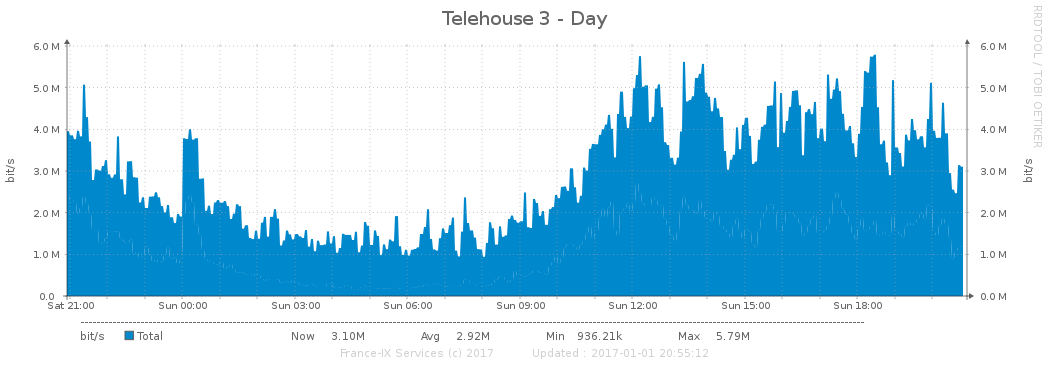 Telehouse 3 - Day
RRDTOOL / TOBI OETIKER
bit/s
bit/s
6.0 M 6.0 M
5.0 M 5.0 M
4.0 M 4.0 M
3.0 M 3.0 M
2.0 M 2.0 M
1.0 M 1.0 M
0.0 0.0 M
Sat 21:00 Sun 00:00 Sun 03:00 Sun 06:00 Sun 09:00 Sun 12:00 Sun 15:00 Sun 18:00
bit/s Total Now 3.10M Avg 2.92M Min 936.21k Max 5.79M
France-IX Services (c) 2017 Updated : 2017-01-01 20:55:12